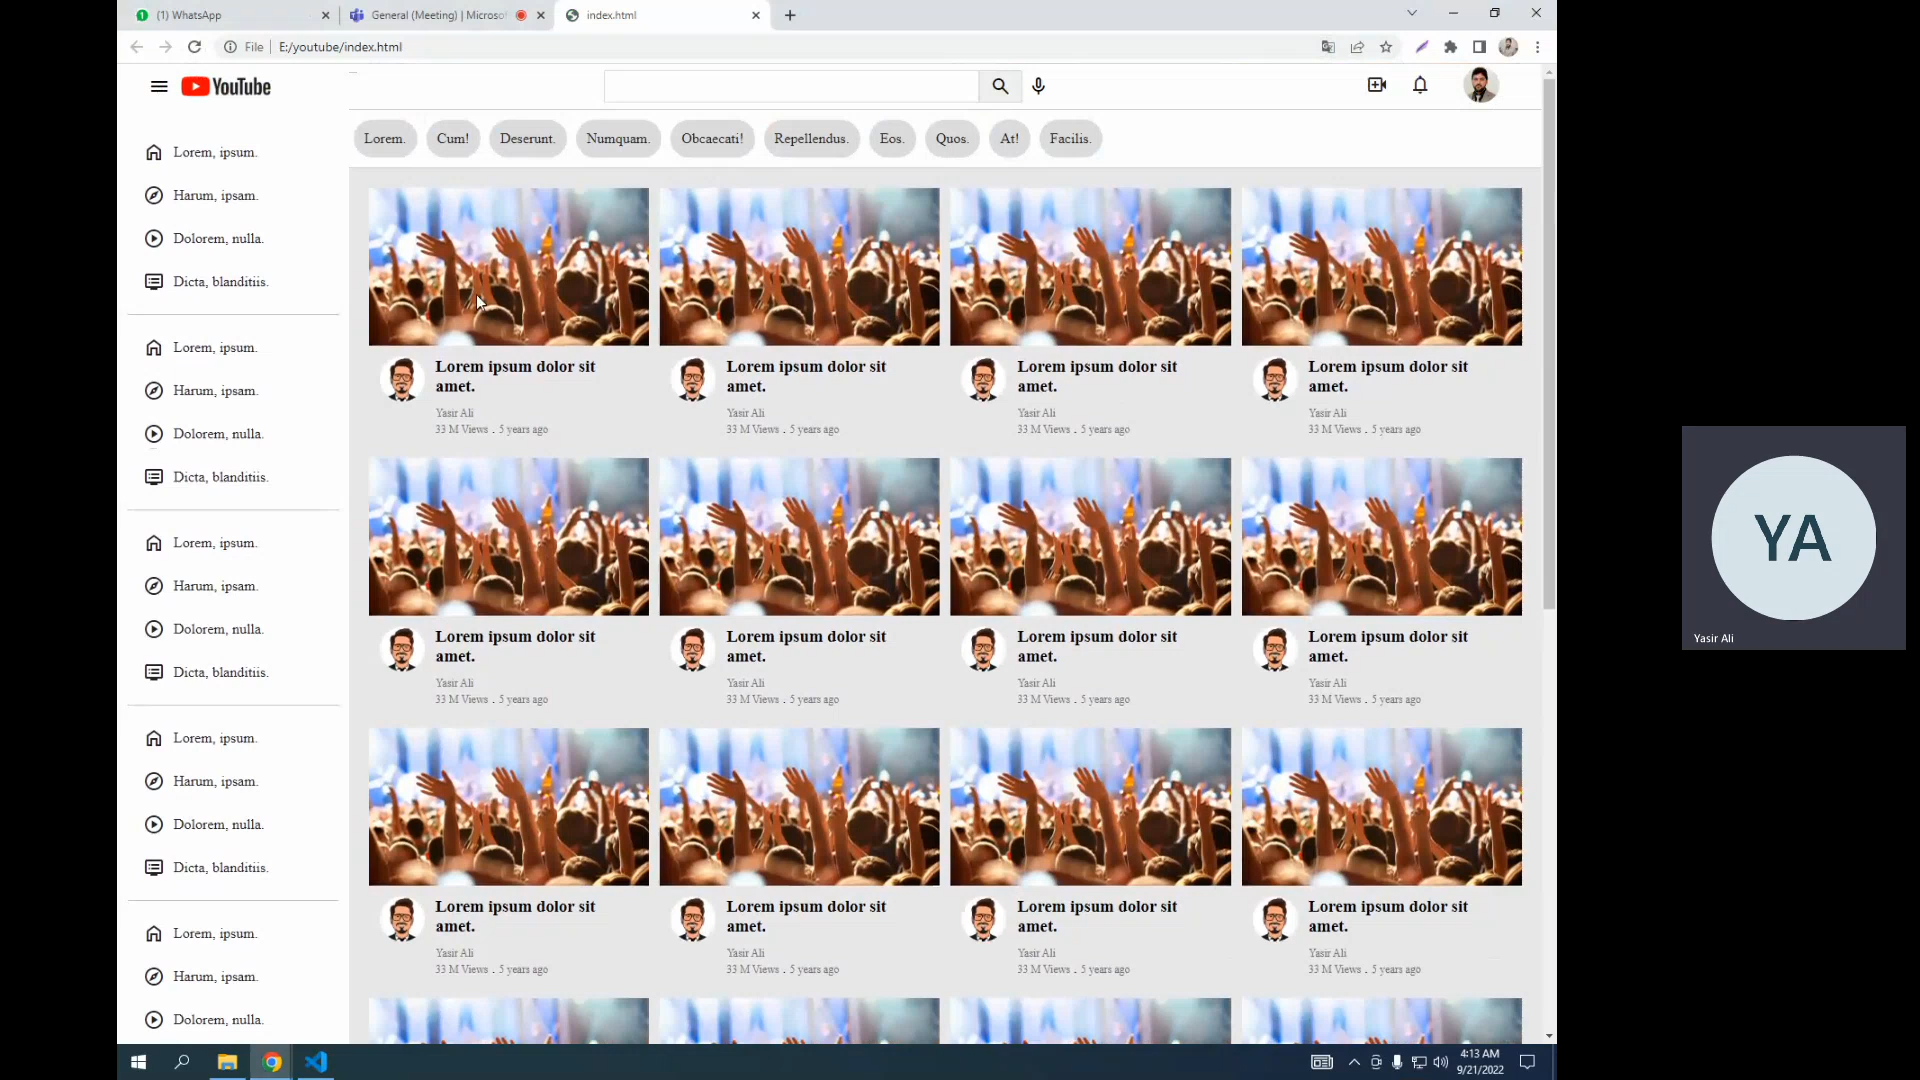 (1) WhatsApp
General (Meeting) | Microso
index.html
File
E:/youtube/index.html
YouTube
Lorem, ipsum.
Harum, ipsam.
Dolorem, nulla.
Dicta, blanditiis.
Lorem, ipsum.
Harum, ipsam.
Dolorem, nulla.
Dicta, blanditiis.
Lorem, ipsum.
Harum, ipsam.
Dolorem, nulla.
Dicta, blanditiis.
Lorem, ipsum.
Harum, ipsam.
Dolorem, nulla.
Dicta, blanditiis.
Lorem, ipsum.
Harum, ipsam.
Dolorem, nulla.
Lorem. Cum! Deserunt. Numquam. Obcaecati! Repellendus. Eos. Quos. At! Facilis.
Lorem ipsum dolor sit
amet.
Yasir Ali
33 M Views . 5 years ago
Lorem ipsum dolor sit
amet.
Yasir Ali
33 M Views . 5 years ago
Lorem ipsum dolor sit
amet.
Yasir Ali
33 M Views . 5 years ago
Lorem ipsum dolor sit
amet.
Yasir Ali
33 M Views . 5 years ago
Lorem ipsum dolor sit
amet.
Yasir Ali
33 M Views . 5 years ago
Lorem ipsum dolor sit
amet.
Yasir Ali
33 M Views . 5 years ago
Lorem ipsum dolor sit
amet.
Yasir Ali
33 M Views . 5 years ago
Lorem ipsum dolor sit
amet.
Yasir Ali
33 M Views . 5 years ago
Lorem ipsum dolor sit
amet.
Yasir Ali
33 M Views . 5 years ago
Lorem ipsum dolor sit
amet.
Yasir Ali
33 M Views . 5 years ago
Lorem ipsum dolor sit
amet.
Yasir Ali
33 M Views . 5 years ago
Lorem ipsum dolor sit
amet.
Yasir Ali
33 M Views . 5 years ago
YA
Yasir Ali
4:13 AM
9/21/2022